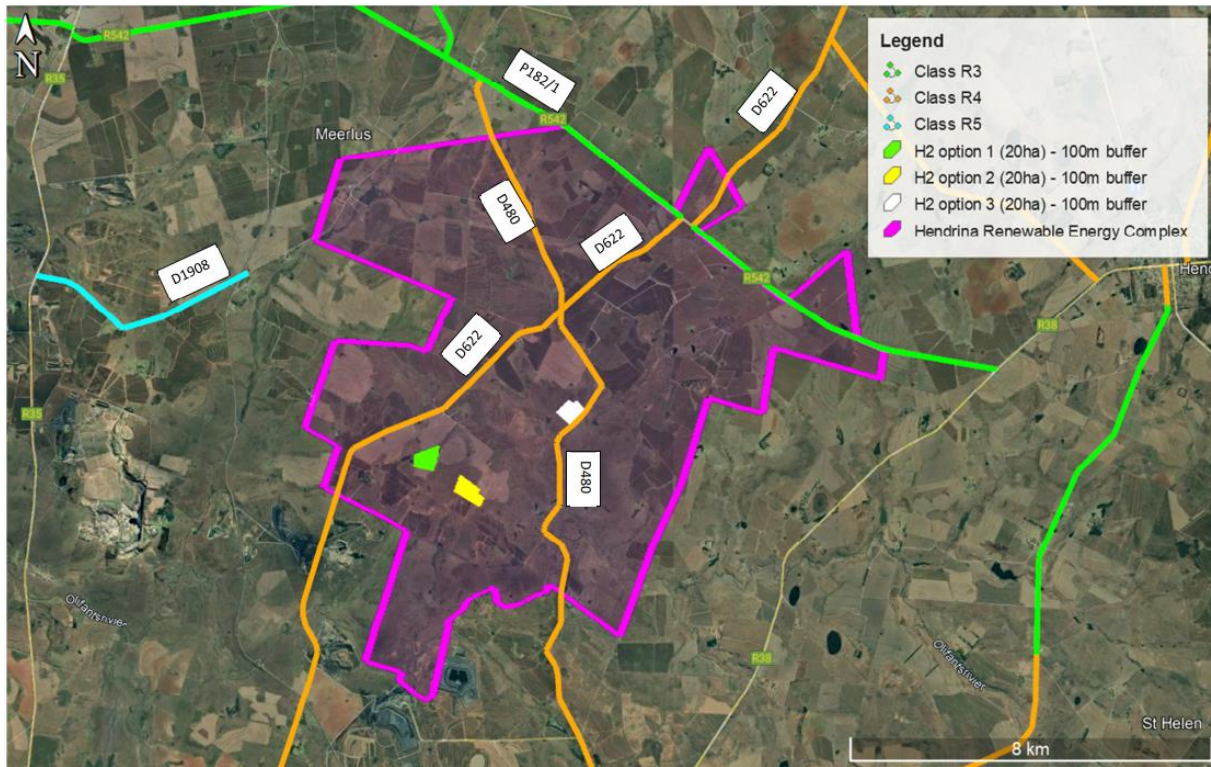 N
R542
R35
P182/1
D622
Meerlus
R542
D480
D622
D1908
R542
Henc
R38
D622
R35
D480
Olifantsrivier
R38
Olifantsrivier
St Helen
8 km
Legend
Class R3
Class R4
Class R5
H2 option 1 (20ha) - 100m buffer
H2 option 2 (20ha) - 100m buffer
H2 option 3 (20ha) - 100m buffer
Hendrina Renewable Energy Complex